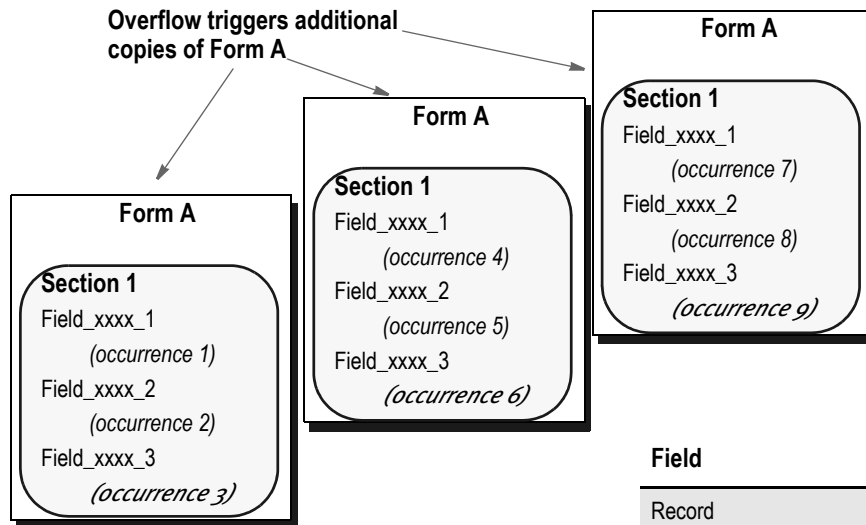 Overflow triggers additional
copies of Form A
Form A
Section 1
Field_xxxx_1
(occurrence 1)
Field_xxxx_2
(occurrence 2)
Field_xxxx_3
(occurrence 3)
Form A
Section 1
Field_xxxx_1
(occurrence 4)
Field_xxxx_2
(occurrence 5)
Field_xxxx_3
(occurrence 6)
Form A
Section 1
Field_xxxx_1
(occurrence 7)
Field_xxxx_2
(occurrence 8)
Field_xxxx_3
(occurrence 9)
Field
Record